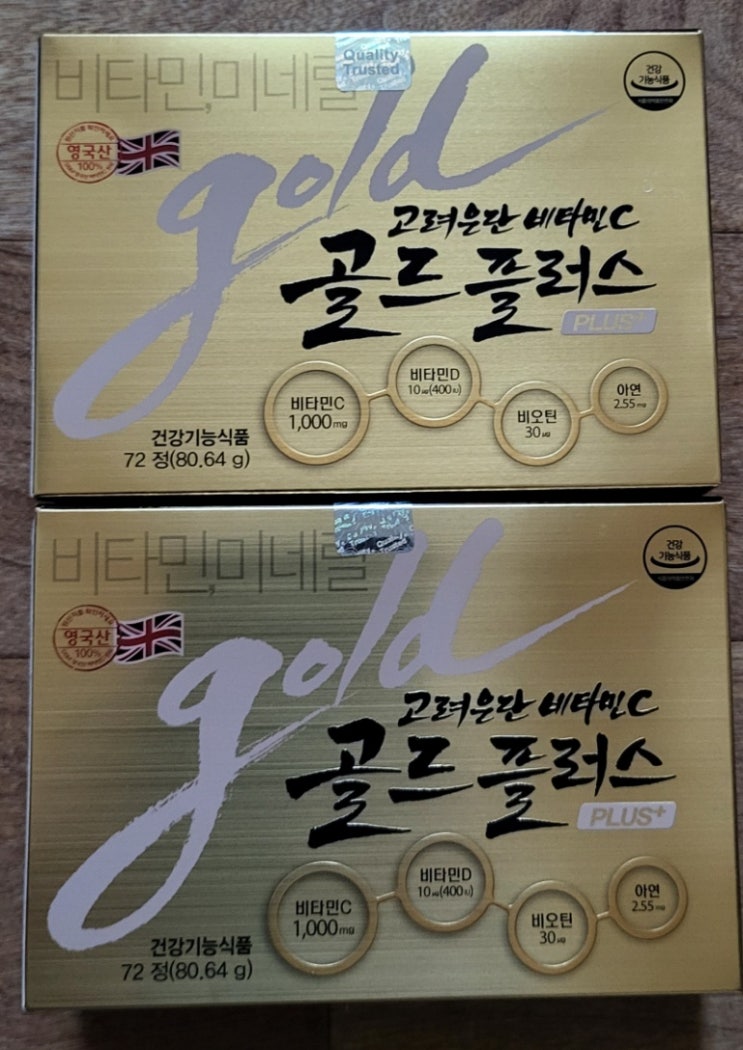 비타민,미네랄
Quality
Trusted
건강
기능식품
영국산
100%
gold
고려은단 비타민C
골드 플러스
PLUS+
비타민C
1,000mg
비타민D
10㎍(400IU)
비오틴
30㎍
아연
2.55mg
건강기능식품
72 정(80.64 g)
비타민,미네랄
건강
기능식품
영국산
100%
gold
고려은단 비타민C
골드 플러스
PLUS+
비타민C
1,000mg
비타민D
10㎍(400IU)
비오틴
30㎍
아연
2.55mg
건강기능식품
72 정(80.64 g)